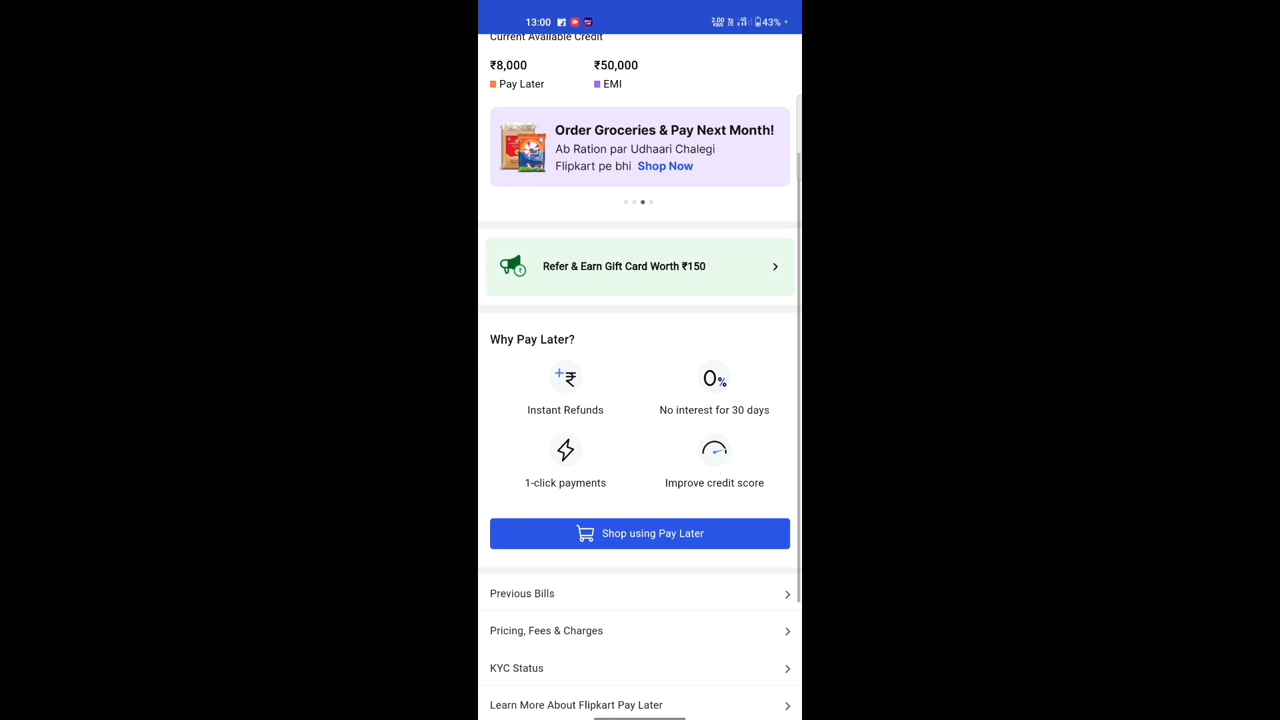 13:00
43%
Current Available Credit
₹8,000 ₹50,000
Pay Later EMI
Order Groceries & Pay Next Month!
Ab Ration par Udhaari Chalegi
Flipkart pe bhi Shop Now
Refer & Earn Gift Card Worth ₹150
Why Pay Later?
+₹ 0%
Instant Refunds No interest for 30 days
1-click payments Improve credit score
Shop using Pay Later
Previous Bills
Pricing, Fees & Charges
KYC Status
Learn More About Flipkart Pay Later